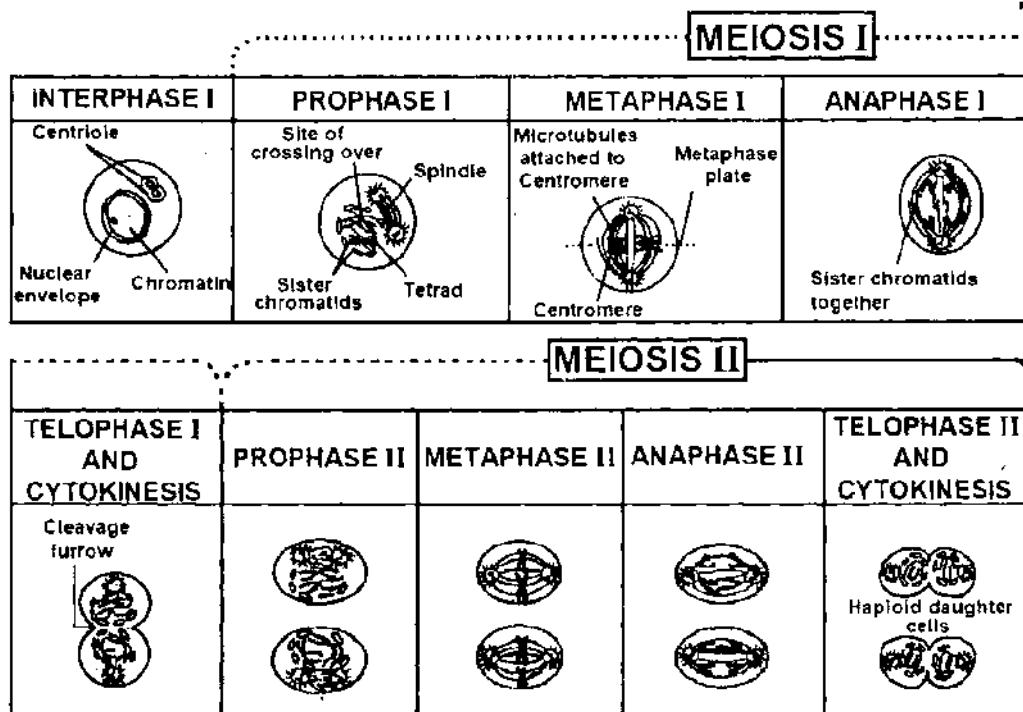 MEIOSIS I
INTERPHASE I
PROPHASE I
METAPHASE I
ANAPHASE I
Centriole
Nuclear
envelope
Chromatin
Site of
crossing over
Spindle
Sister
chromatids
Tetrad
Microtubules
attached to
Centromere
Metaphase
plate
Centromere
Sister chromatids
together
MEIOSIS II
TELOPHASE I
AND
CYTOKINESIS
PROPHASE II
METAPHASE II
ANAPHASE II
TELOPHASE II
AND
CYTOKINESIS
Cleavage
furrow
Haploid daughter
cells